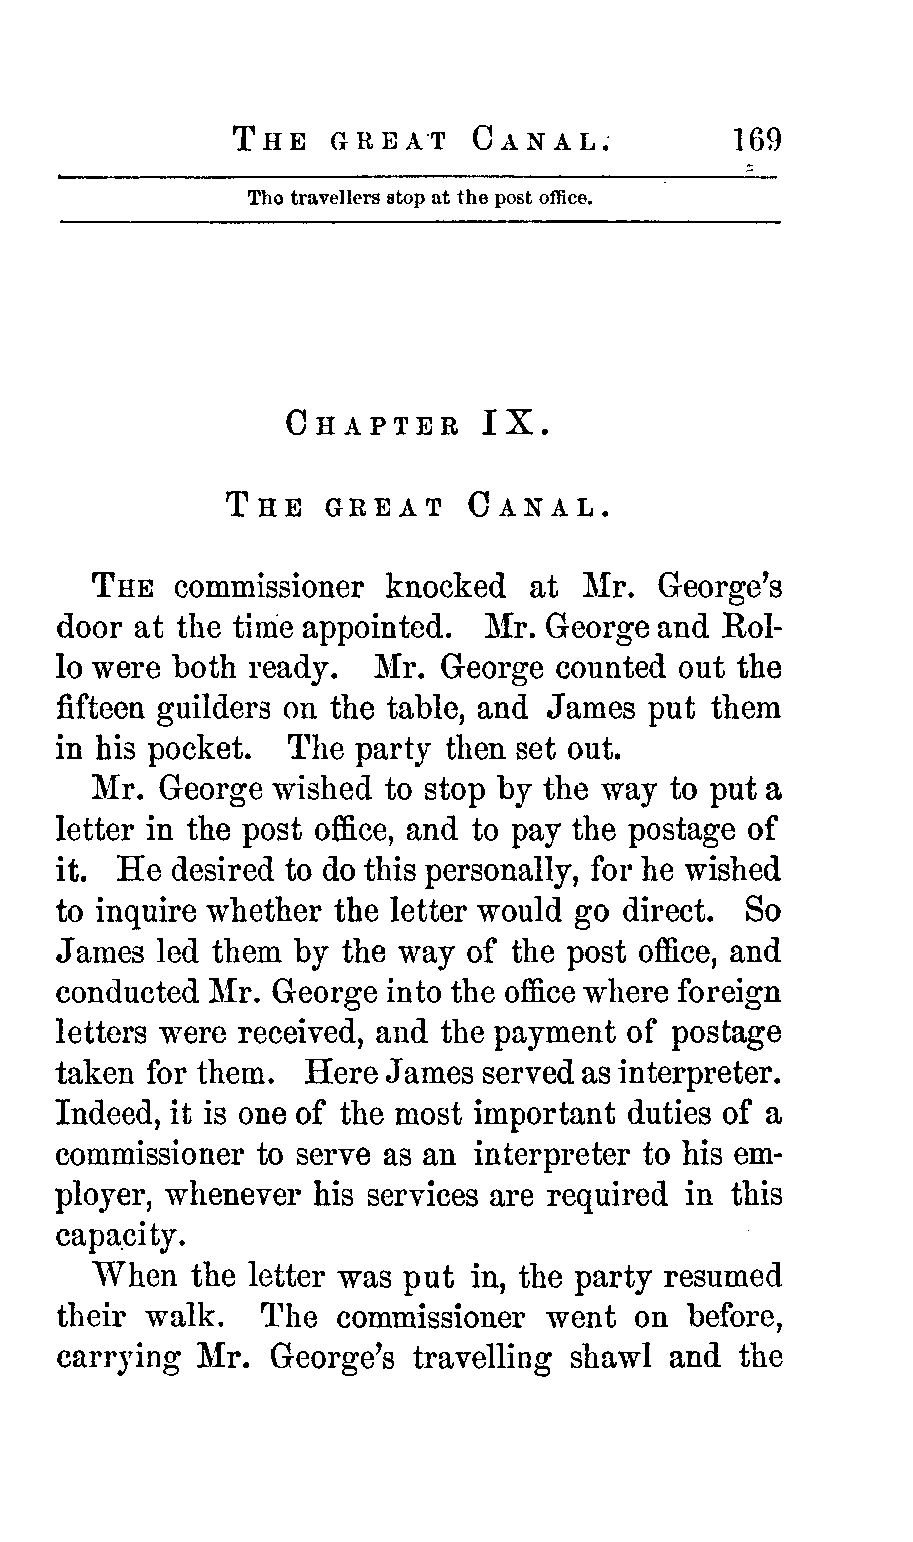 THE GREAT CANAL. 169
The travellers stop at the post office.
CHAPTER IX.
THE GREAT CANAL.
THE commissioner knocked at Mr. George's
door at the time appointed. Mr. George and Rol-
lo were both ready. Mr. George counted out the
fifteen guilders on the table, and James put them
in his pocket. The party then set out.
Mr. George wished to stop by the way to put a
letter in the post office, and to pay the postage of
it. He desired to do this personally, for he wished
to inquire whether the letter would go direct. So
James led them by the way of the post office, and
conducted Mr. George into the office where foreign
letters were received, and the payment of postage
taken for them. Here James served as interpreter.
Indeed, it is one of the most important duties of a
commissioner to serve as an interpreter to his em-
ployer, whenever his services are required in this
capacity.
When the letter was put in, the party resumed
their walk. The commissioner went on before,
carrying Mr. George's travelling shawl and the